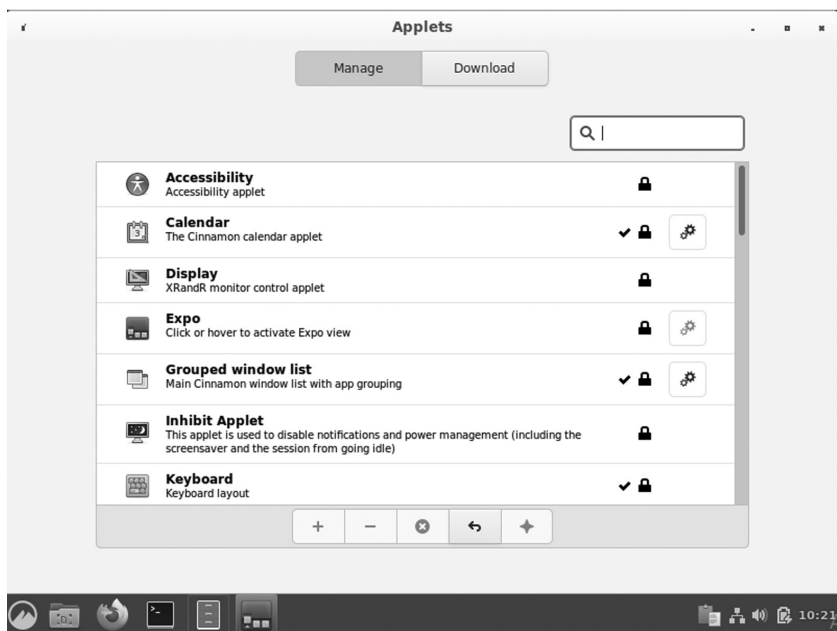 Applets
Manage
Download
Accessibility
Accessibility applet
Calendar
The Cinnamon calendar applet
Display
XRandR monitor control applet
Expo
Click or hover to activate Expo view
Grouped window list
Main Cinnamon window list with app grouping
Inhibit Applet
This applet is used to disable notifications and power management (including the
screensaver and the session from going idle)
Keyboard
Keyboard layout
10:21